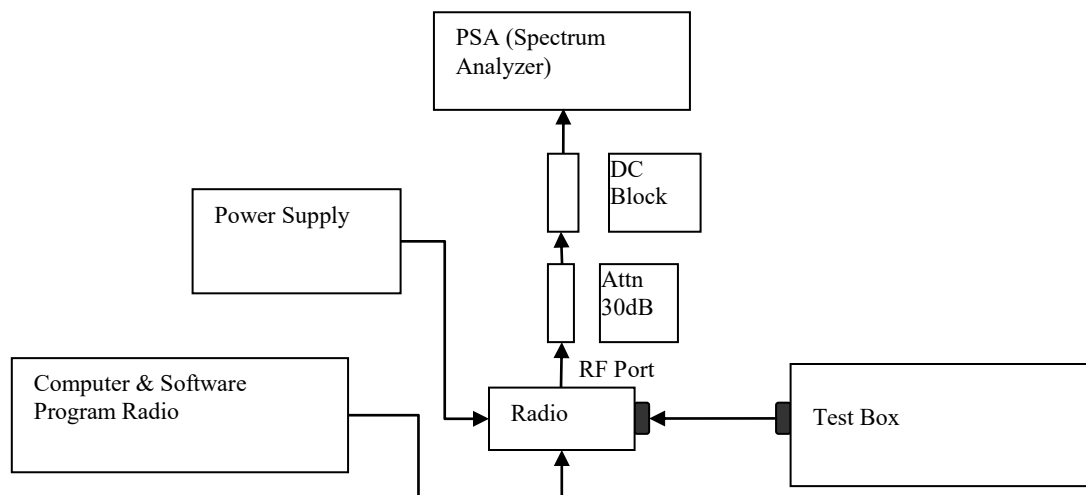 PSA (Spectrum
Analyzer)
DC
Block
Power Supply
Attn
30dB
RF Port
Computer & Software
Program Radio
Radio
Test Box